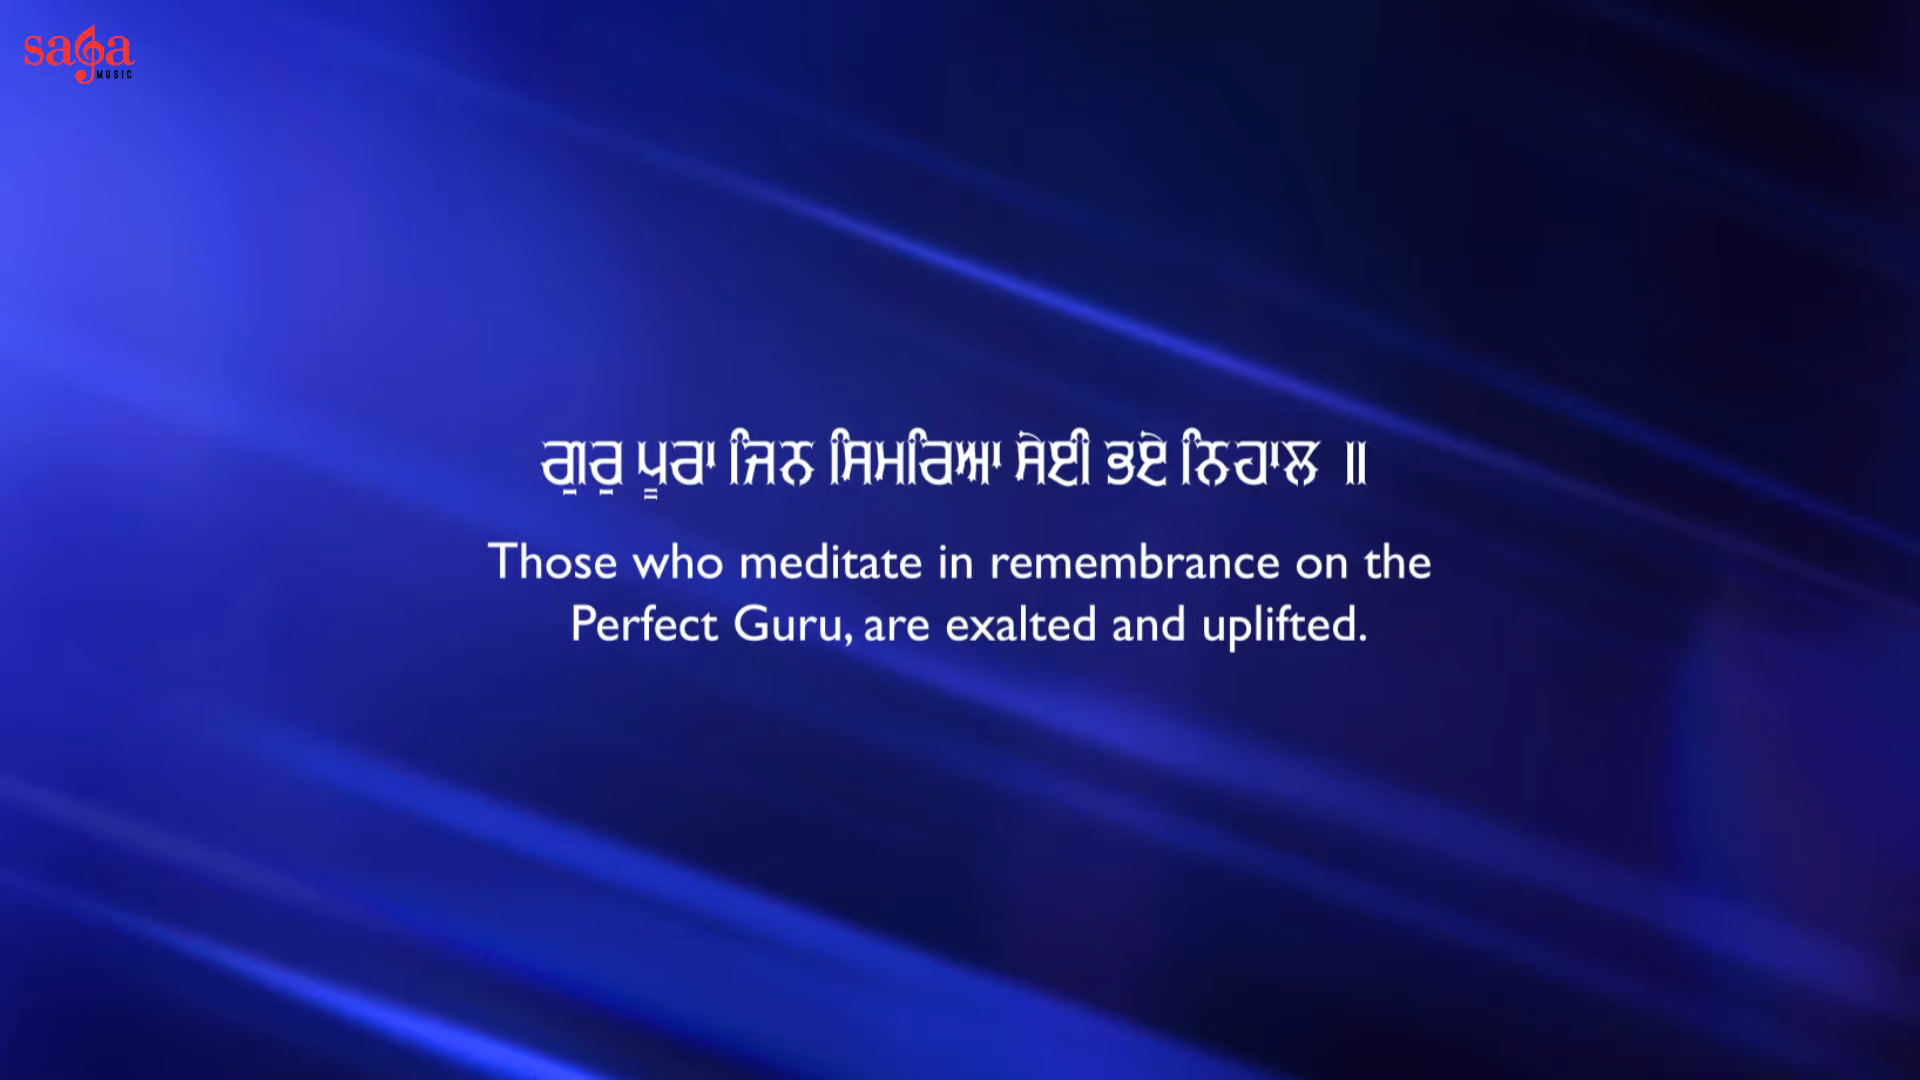 saga
MUSIC
ਗੁਰੁ ਪੂਰਾ ਜਿਨ ਸਿਮਰਿਆ ਸੇਈ ਭਏ ਨਿਹਾਲ ॥
Those who meditate in remembrance on the
Perfect Guru, are exalted and uplifted.